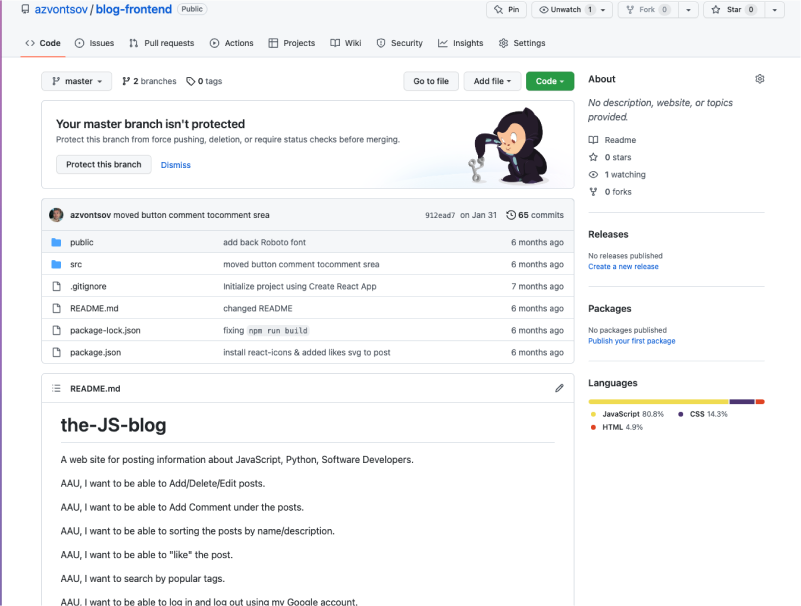 azvontsov / blog-frontend Public
Pin
Unwatch 1
Fork 0
Star 0
Code
Issues
Pull requests
Actions
Projects
Wiki
Security
Insights
Settings
master
2 branches
0 tags
Go to file
Add file
Code
Your master branch isn't protected
Protect this branch from force pushing, deletion, or require status checks before merging.
Protect this branch
Dismiss
azvontsov moved button comment tocomment srea 912ead7 on Jan 31 65 commits
public add back Roboto font 6 months ago
src moved button comment tocomment srea 6 months ago
.gitignore Initialize project using Create React App 7 months ago
README.md changed README 6 months ago
package-lock.json fixing npm run build 6 months ago
package.json install react-icons & added likes svg to post 6 months ago
README.md
the-JS-blog
A web site for posting information about JavaScript, Python, Software Developers.
AAU, I want to be able to Add/Delete/Edit posts.
AAU, I want to be able to Add Comment under the posts.
AAU, I want to be able to sorting the posts by name/description.
AAU, I want to be able to "like" the post.
AAU, I want to search by popular tags.
AAU, I want to be able to log in and log out using my Google account.
About
No description, website, or topics
provided.
Readme
0 stars
1 watching
0 forks
Releases
No releases published
Create a new release
Packages
No packages published
Publish your first package
Languages
JavaScript 80.8% CSS 14.3%
HTML 4.9%